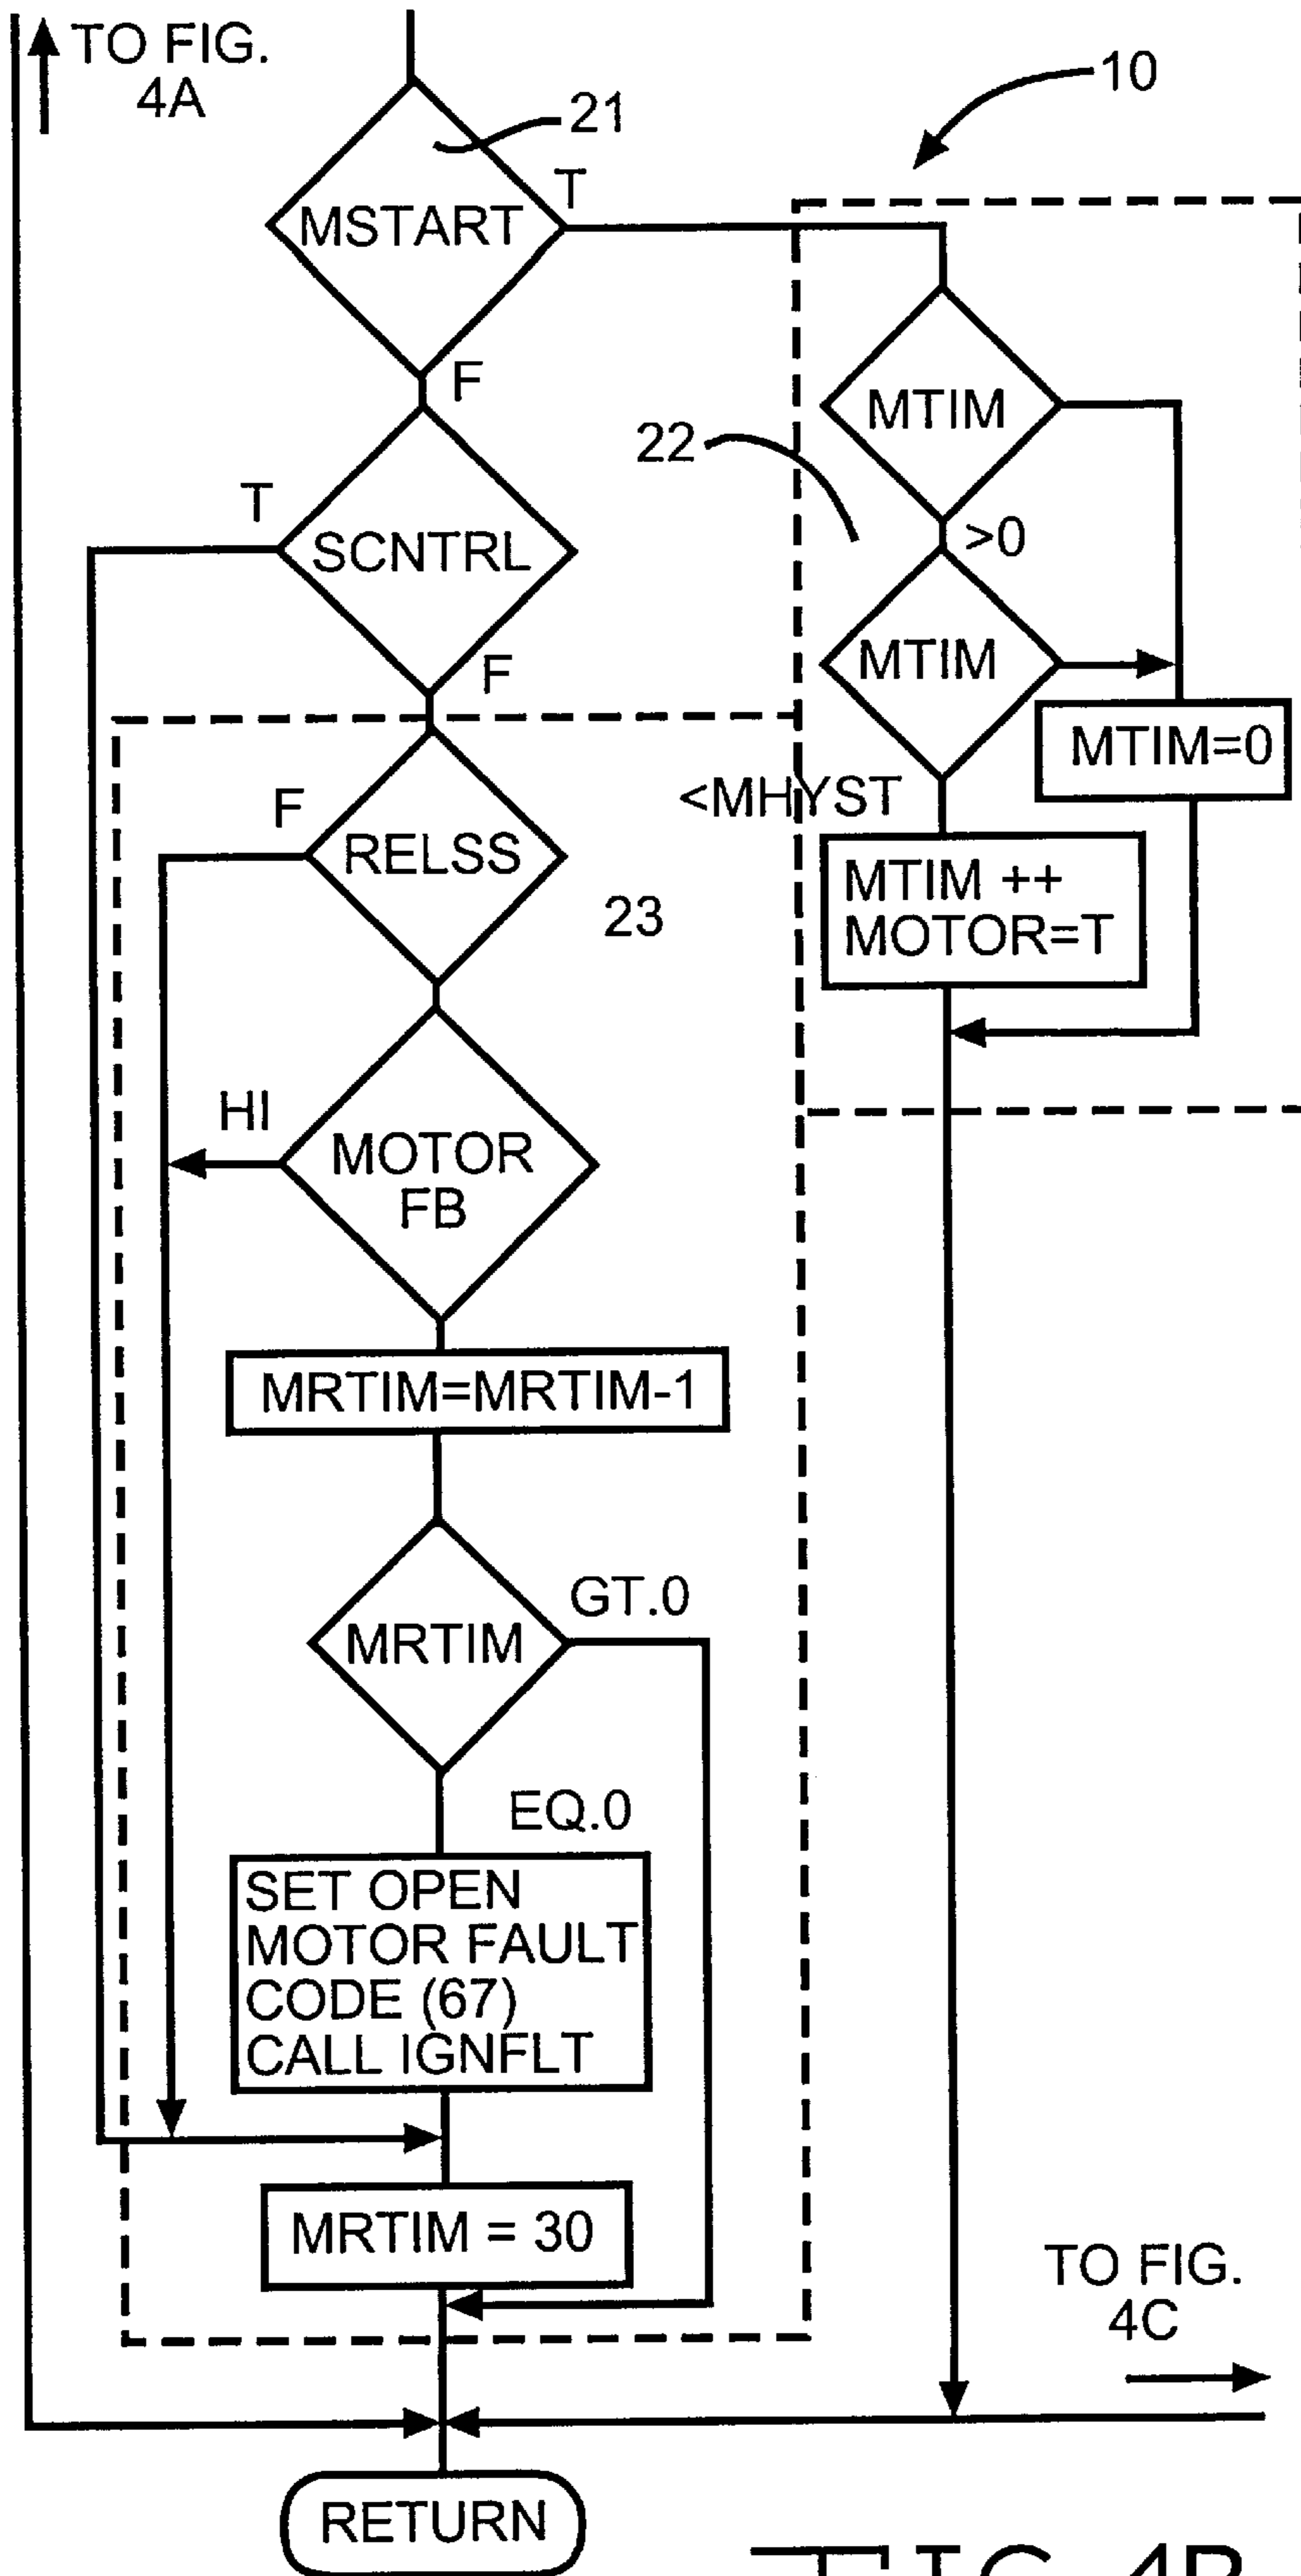 TO FIG.
4A
21
10
T
MSTART
F
MTIM
22
T
SCNTRL
>0
F
MTIM
MTIM=0
<MHYST
F
RELSS
23
MTIM ++
MOTOR=T
HI
MOTOR
FB
MRTIM=MRTIM-1
GT.0
MRTIM
EQ.0
SET OPEN
MOTOR FAULT
CODE (67)
CALL IGNFLT
MRTIM = 30
TO FIG.
4C
RETURN
FIG. 4B